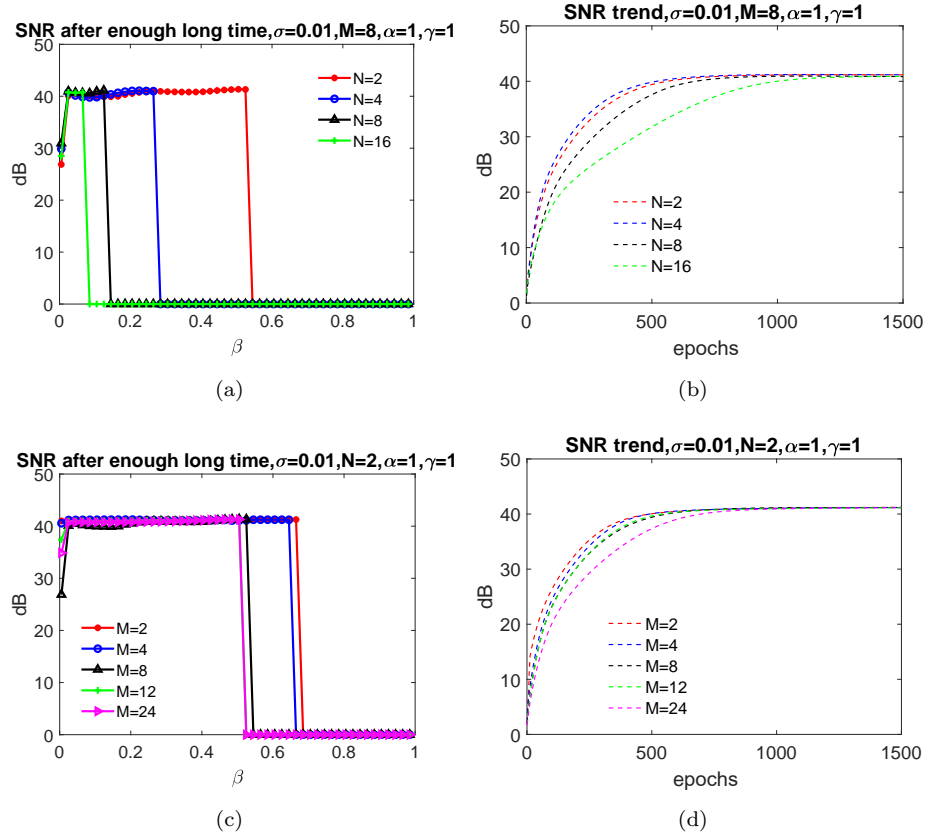 SNR after enough long time,σ=0.01,M=8,α=1,γ=1
50
40
30
20
10
0
dB
0
0.2
0.4
0.6
0.8
1
β
N=2
N=4
N=8
N=16
(a)
SNR trend,σ=0.01,M=8,α=1,γ=1
50
40
30
20
10
0
dB
0
500
1000
1500
epochs
N=2
N=4
N=8
N=16
(b)
SNR after enough long time,σ=0.01,N=2,α=1,γ=1
50
40
30
20
10
0
dB
0
0.2
0.4
0.6
0.8
1
β
M=2
M=4
M=8
M=12
M=24
(c)
SNR trend,σ=0.01,N=2,α=1,γ=1
50
40
30
20
10
0
dB
0
500
1000
1500
epochs
M=2
M=4
M=8
M=12
M=24
(d)